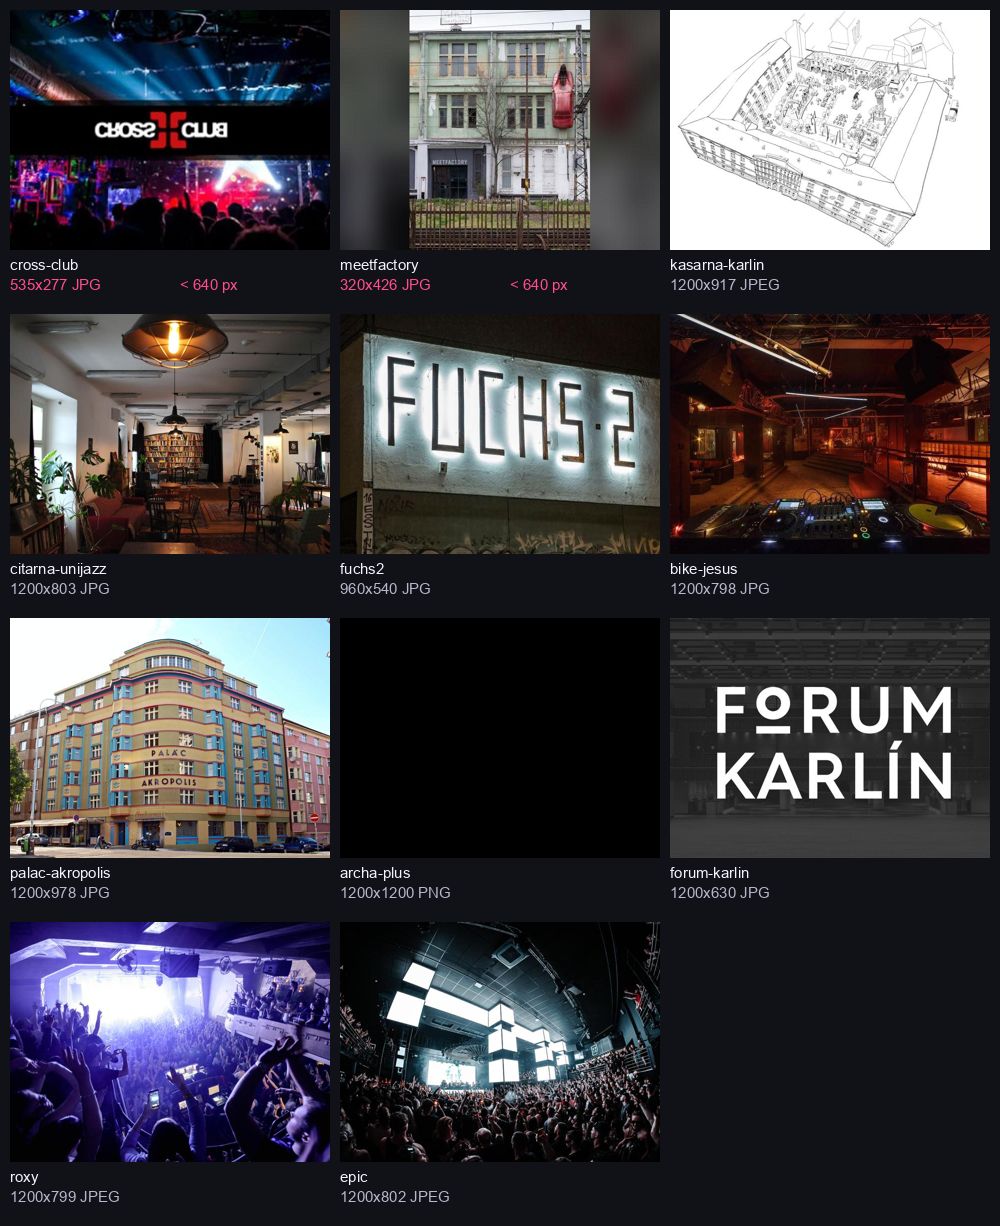 CROSS CLUB
MEETFACTORY
cross-club
535x277 JPG < 640 px
meetfactory
320x426 JPG < 640 px
kasarna-karlin
1200x917 JPEG
FUCHS·2
citarna-unijazz
1200x803 JPG
fuchs2
960x540 JPG
bike-jesus
1200x798 JPG
PALÁC
AKROPOLIS
FORUM
KARLÍN
palac-akropolis
1200x978 JPG
archa-plus
1200x1200 PNG
forum-karlin
1200x630 JPG
roxy
1200x799 JPEG
epic
1200x802 JPEG